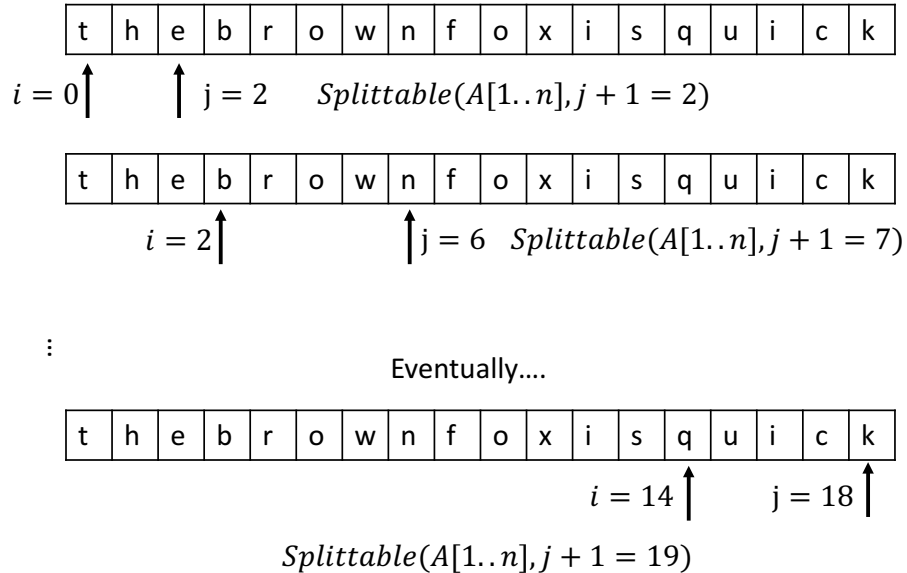 t h e b r o w n f o x i s q u i c k
i = 0 j = 2 Splittable(A[1..n], j + 1 = 2)
t h e b r o w n f o x i s q u i c k
i = 2 j = 6 Splittable(A[1..n], j + 1 = 7)
⋮
Eventually....
t h e b r o w n f o x i s q u i c k
i = 14 j = 18
Splittable(A[1..n], j + 1 = 19)